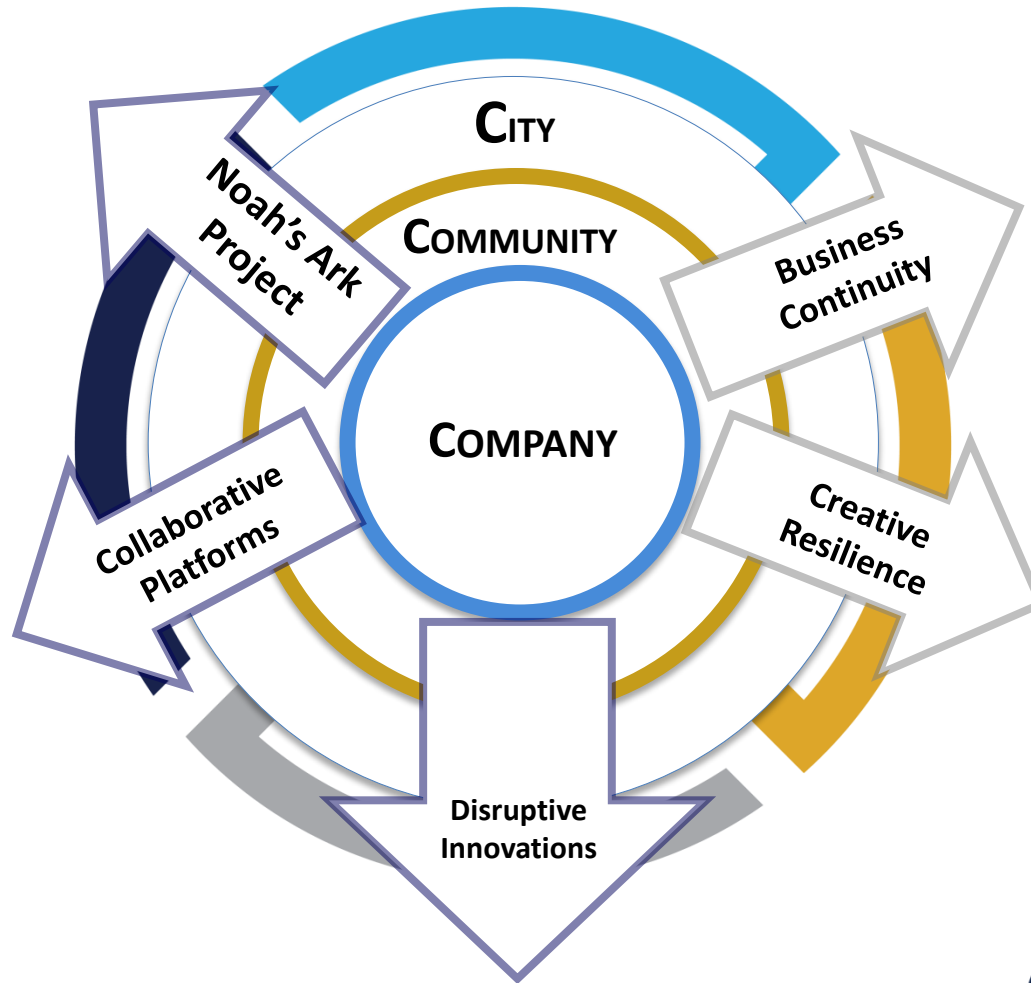 CITY
COMMUNITY
COMPANY
Noah's Ark
Project
Business
Continuity
Collaborative
Platforms
Creative
Resilience
Disruptive
Innovations